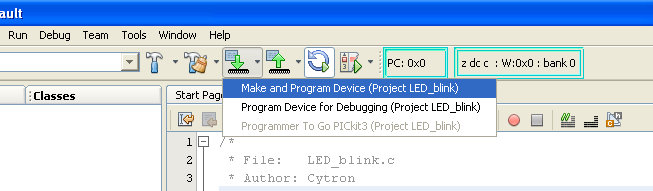 ault
Run Debug Team Tools Window Help
PC: 0x0
z dc c : W:0x0 : bank 0
Make and Program Device (Project LED_blink)
Program Device for Debugging (Project LED_blink)
Programmer To Go PICkit3 (Project LED_blink)
Classes
Start Pag
1 /*
2 * File: LED_blink.c
3 * Author: Cytron